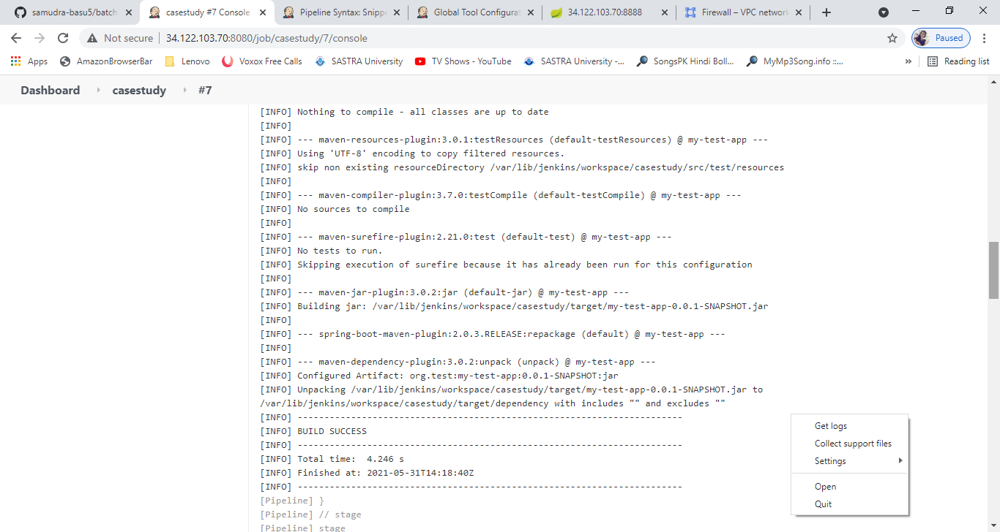 samudra-basu5/batch
casestudy #7 Console
Pipeline Syntax: Snipp
Global Tool Configurat
34.122.103.70:8888
Firewall – VPC network
Not secure
34.122.103.70:8080/job/casestudy/7/console
Paused
Apps
AmazonBrowserBar
Lenovo
Voxox Free Calls
SASTRA University
TV Shows - YouTube
SASTRA University -...
SongsPK Hindi Boll...
MyMp3Song.info ::...
»
Reading list
Dashboard
casestudy
#7
[INFO] Nothing to compile - all classes are up to date
[INFO]
[INFO] --- maven-resources-plugin:3.0.1:testResources (default-testResources) @ my-test-app ---
[INFO] Using 'UTF-8' encoding to copy filtered resources.
[INFO] skip non existing resourceDirectory /var/lib/jenkins/workspace/casestudy/src/test/resources
[INFO]
[INFO] --- maven-compiler-plugin:3.7.0:testCompile (default-testCompile) @ my-test-app ---
[INFO] No sources to compile
[INFO]
[INFO] --- maven-surefire-plugin:2.21.0:test (default-test) @ my-test-app ---
[INFO] No tests to run.
[INFO] Skipping execution of surefire because it has already been run for this configuration
[INFO]
[INFO] --- maven-jar-plugin:3.0.2:jar (default-jar) @ my-test-app ---
[INFO] Building jar: /var/lib/jenkins/workspace/casestudy/target/my-test-app-0.0.1-SNAPSHOT.jar
[INFO]
[INFO] --- spring-boot-maven-plugin:2.0.3.RELEASE:repackage (default) @ my-test-app ---
[INFO]
[INFO] --- maven-dependency-plugin:3.0.2:unpack (unpack) @ my-test-app ---
[INFO] Configured Artifact: org.test:my-test-app:0.0.1-SNAPSHOT:jar
[INFO] Unpacking /var/lib/jenkins/workspace/casestudy/target/my-test-app-0.0.1-SNAPSHOT.jar to
/var/lib/jenkins/workspace/casestudy/target/dependency with includes "" and excludes ""
[INFO] ------------------------------------------------------------------------
[INFO] BUILD SUCCESS
[INFO] ------------------------------------------------------------------------
[INFO] Total time:  4.246 s
[INFO] Finished at: 2021-05-31T14:18:40Z
[INFO] ------------------------------------------------------------------------
[Pipeline] }
[Pipeline] // stage
[Pipeline] stage
Get logs
Collect support files
Settings
Open
Quit